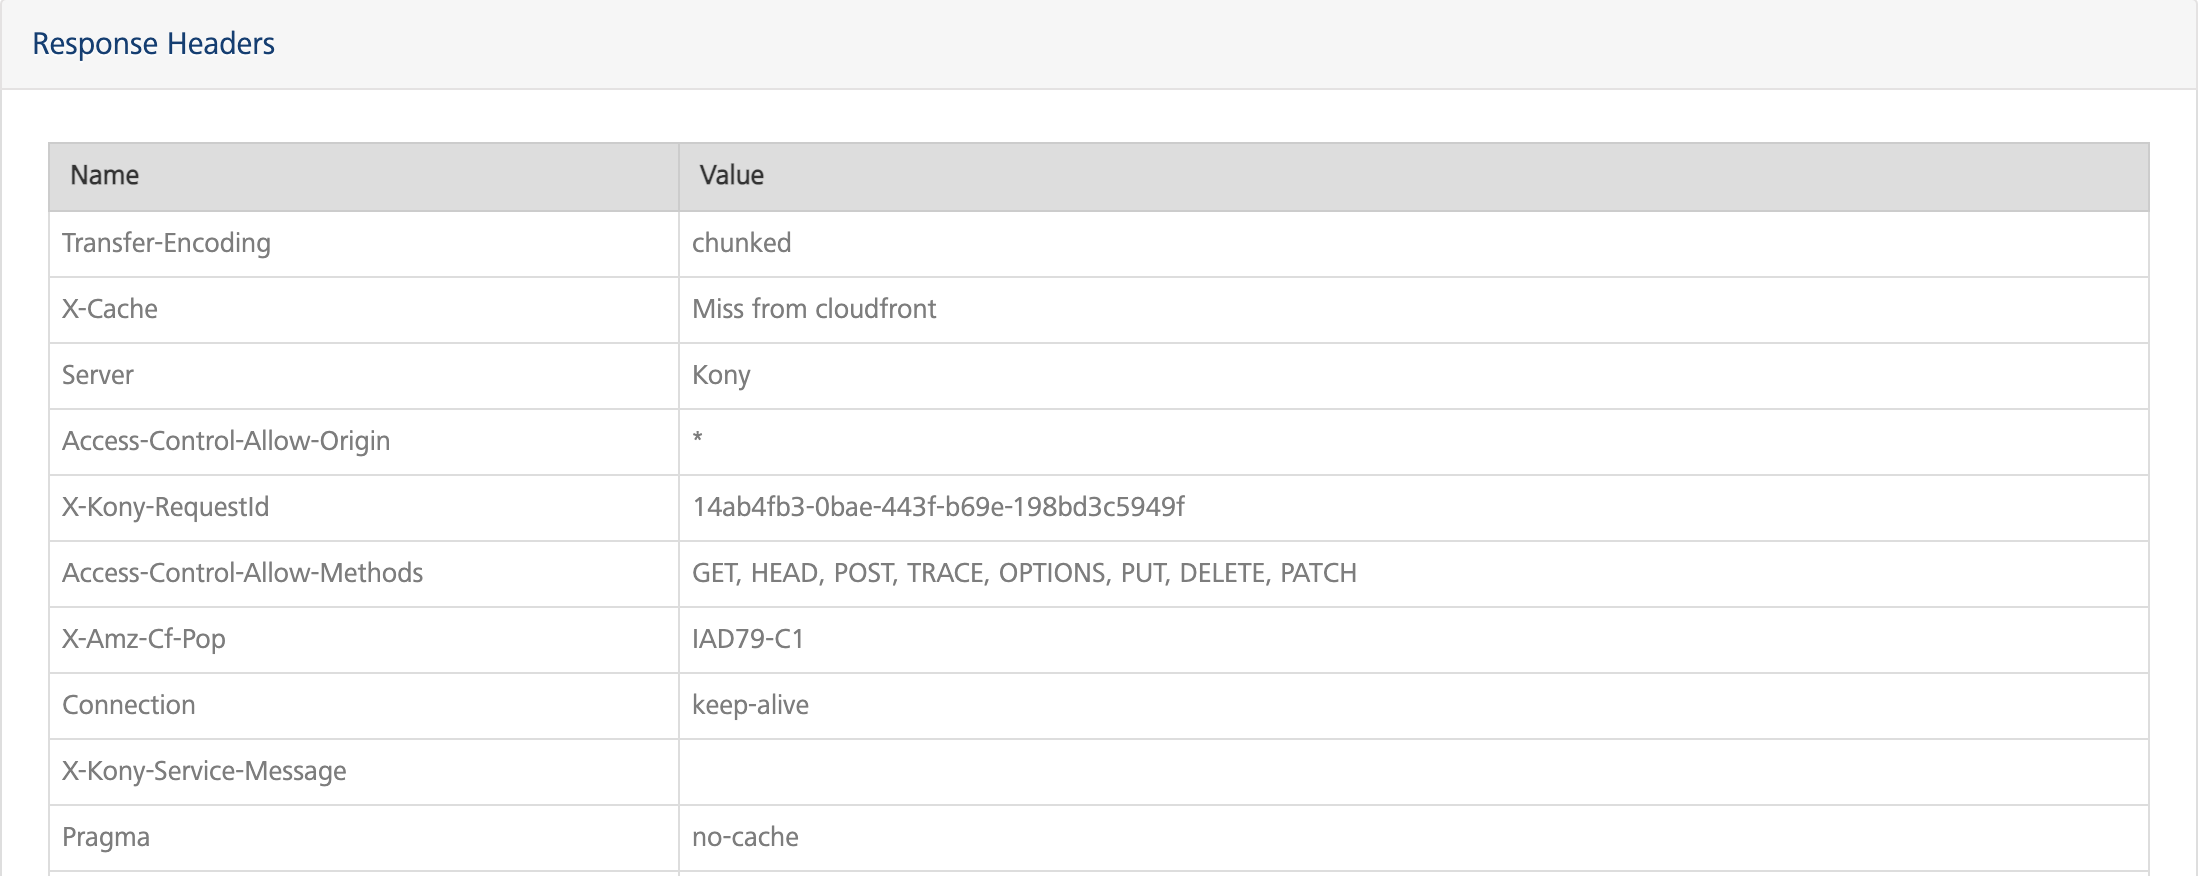 Response Headers
Name Value
Transfer-Encoding chunked
X-Cache Miss from cloudfront
Server Kony
Access-Control-Allow-Origin *
X-Kony-RequestId 14ab4fb3-0bae-443f-b69e-198bd3c5949f
Access-Control-Allow-Methods GET, HEAD, POST, TRACE, OPTIONS, PUT, DELETE, PATCH
X-Amz-Cf-Pop IAD79-C1
Connection keep-alive
X-Kony-Service-Message
Pragma no-cache